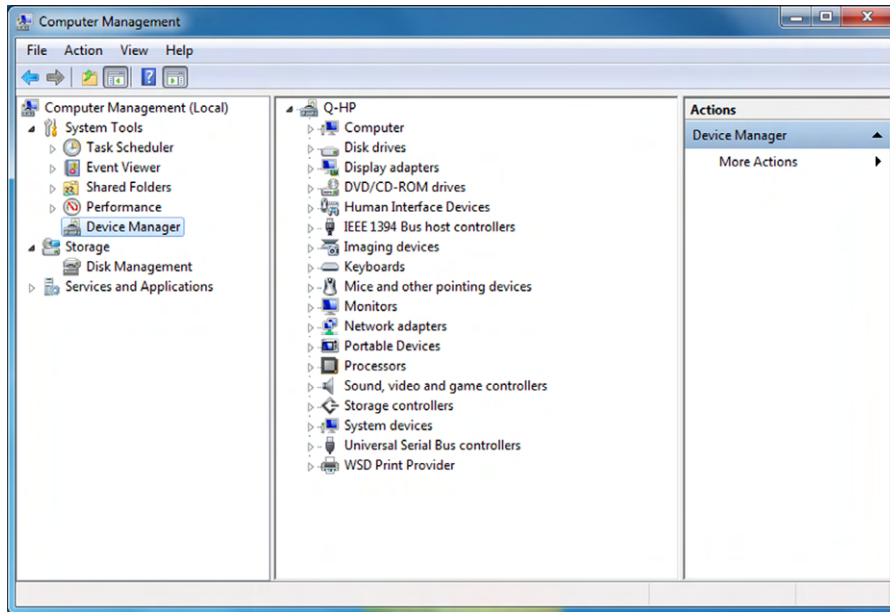 Computer Management
File Action View Help
Computer Management (Local)
System Tools
Task Scheduler
Event Viewer
Shared Folders
Performance
Device Manager
Storage
Disk Management
Services and Applications
Q-HP
Computer
Disk drives
Display adapters
DVD/CD-ROM drives
Human Interface Devices
IEEE 1394 Bus host controllers
Imaging devices
Keyboards
Mice and other pointing devices
Monitors
Network adapters
Portable Devices
Processors
Sound, video and game controllers
Storage controllers
System devices
Universal Serial Bus controllers
WSD Print Provider
Actions
Device Manager
More Actions